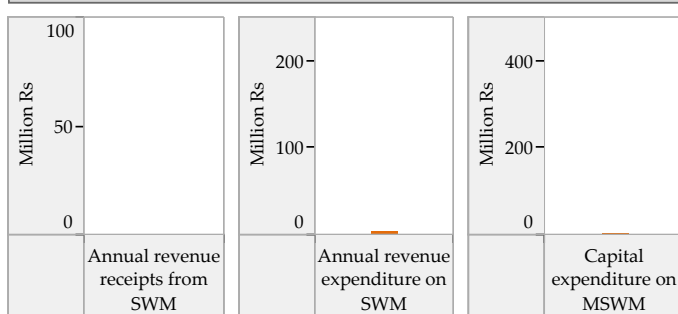 100
50
0
Million Rs
Annual revenue
receipts from
SWM
200
100
0
Million Rs
Annual revenue
expenditure on
SWM
400
200
0
Million Rs
Capital
expenditure on
MSWM